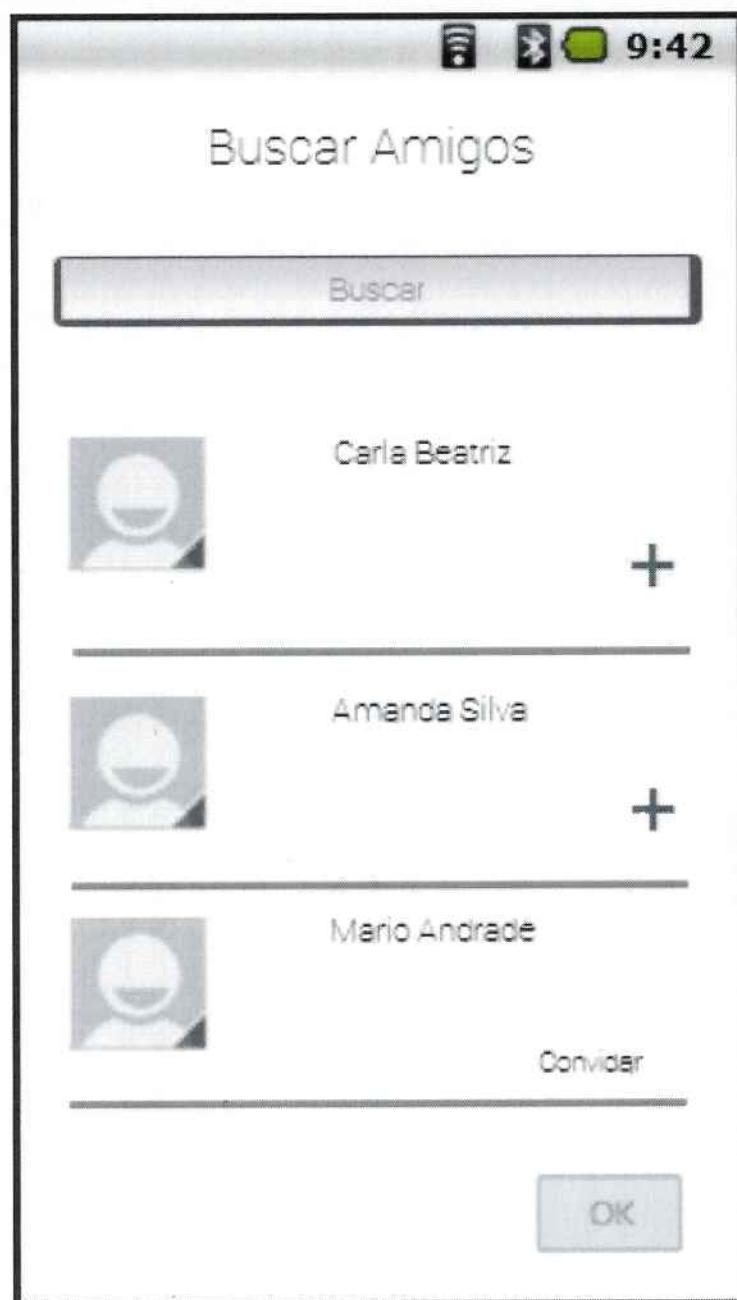 9:42
Buscar Amigos
Buscar
Carla Beatriz
+
Amanda Silva
+
Mario Andrade
Convidar
OK